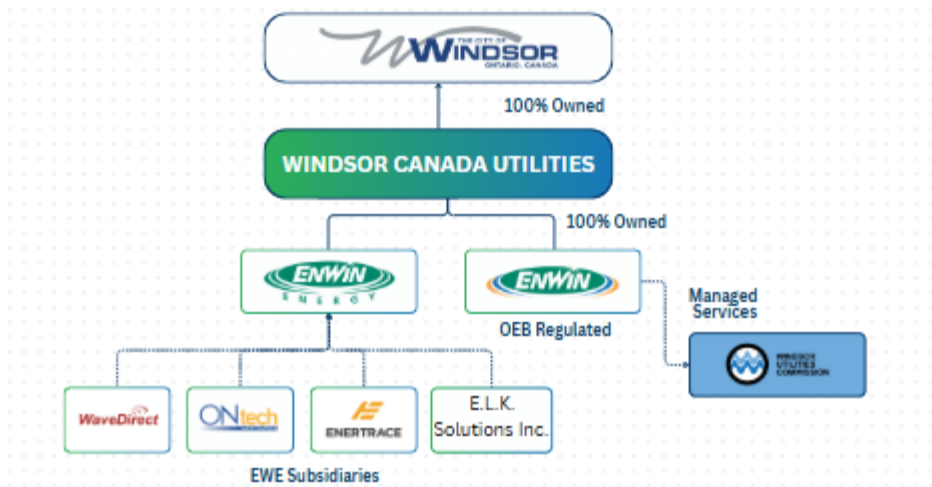 THE CITY OF
WINDSOR
ONTARIO, CANADA
100% Owned
WINDSOR CANADA UTILITIES
100% Owned
ENWIN
ENERGY
ENWIN
OEB Regulated
Managed
Services
WINDSOR
UTILITIES
COMMISSION
WaveDirect
ONtech
ENERTRACE
E.L.K.
Solutions Inc.
EWE Subsidiaries